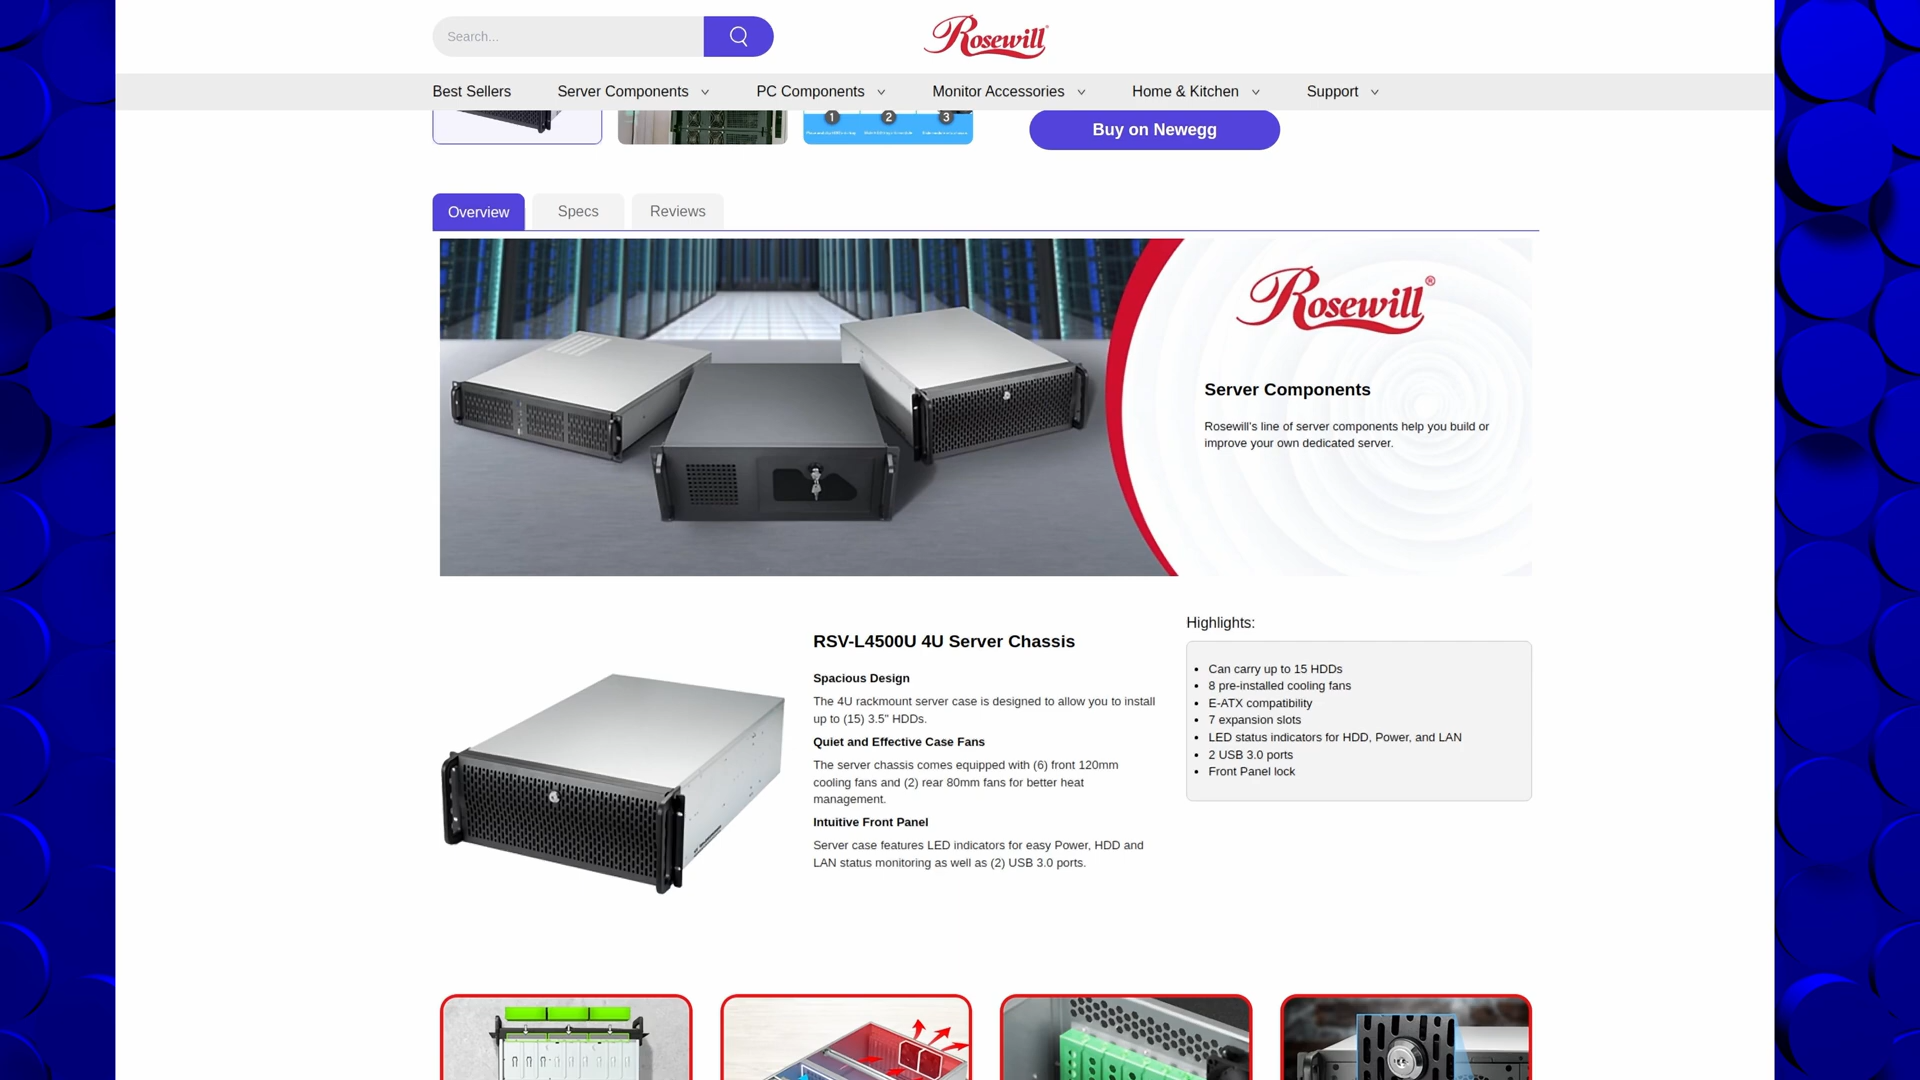 Search...
Rosewill
Best Sellers
Server Components
PC Components
Monitor Accessories
Home & Kitchen
Support
1
2
3
Buy on Newegg
Overview
Specs
Reviews
Rosewill®
Server Components
Rosewill's line of server components help you build or
improve your own dedicated server.
RSV-L4500U 4U Server Chassis
Spacious Design
The 4U rackmount server case is designed to allow you to install
up to (15) 3.5" HDDs.
Quiet and Effective Case Fans
The server chassis comes equipped with (6) front 120mm
cooling fans and (2) rear 80mm fans for better heat
management.
Intuitive Front Panel
Server case features LED indicators for easy Power, HDD and
LAN status monitoring as well as (2) USB 3.0 ports.
Highlights:
• Can carry up to 15 HDDs
• 8 pre-installed cooling fans
• E-ATX compatibility
• 7 expansion slots
• LED status indicators for HDD, Power, and LAN
• 2 USB 3.0 ports
• Front Panel lock